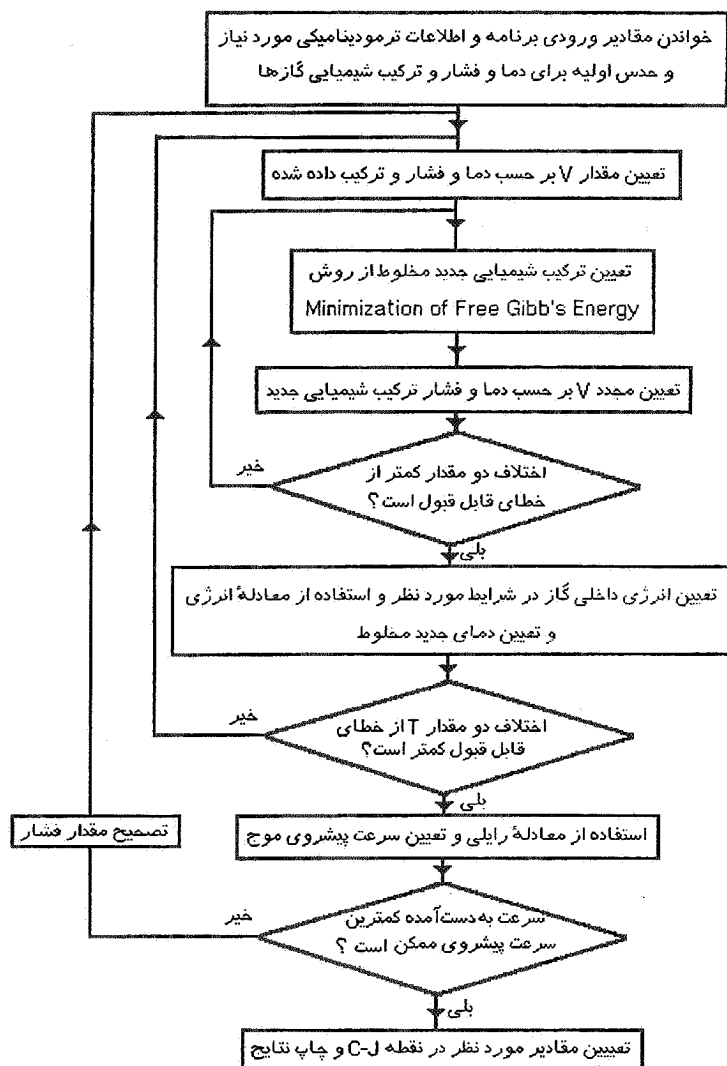 خواندن مقادیر ورودی برنامه و اطلاعات ترمودینامیکی مورد نیاز
و حدس اولیه برای دما و فشار و ترکیب شیمیایی گازها
تعیین مقدار V بر حسب دما و فشار و ترکیب داده شده
تعیین ترکیب شیمیایی جدید مخلوط از روش
Minimization of Free Gibb's Energy
تعیین مجدد V بر حسب دما و فشار ترکیب شیمیایی جدید
اختلاف دو مقدار کمتر از
خطای قابل قبول است؟
خیر
بلی
تعیین انرژی داخلی گاز در شرایط مورد نظر و استفاده از معادلهٔ انرژی
و تعیین دمای جدید مخلوط
اختلاف دو مقدار T از خطای
قابل قبول کمتر است؟
خیر
بلی
استفاده از معادلهٔ رایلی و تعیین سرعت پیشروی موج
تصحیح مقدار فشار
سرعت به‌دست‌آمده کمترین
سرعت پیشروی ممکن است ؟
خیر
بلی
تعییین مقادیر مورد نظر در نقطه C-J و چاپ نتایج